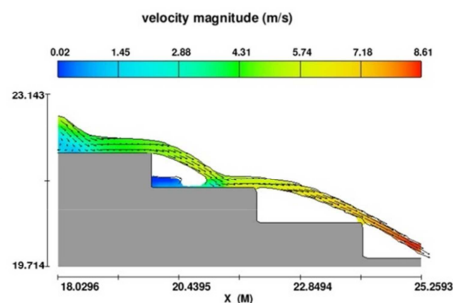 velocity magnitude (m/s)
0.02 1.45 2.88 4.31 5.74 7.18 8.61
23.143
19.714
18.0296 20.4395 22.8494 25.2593
X (M)